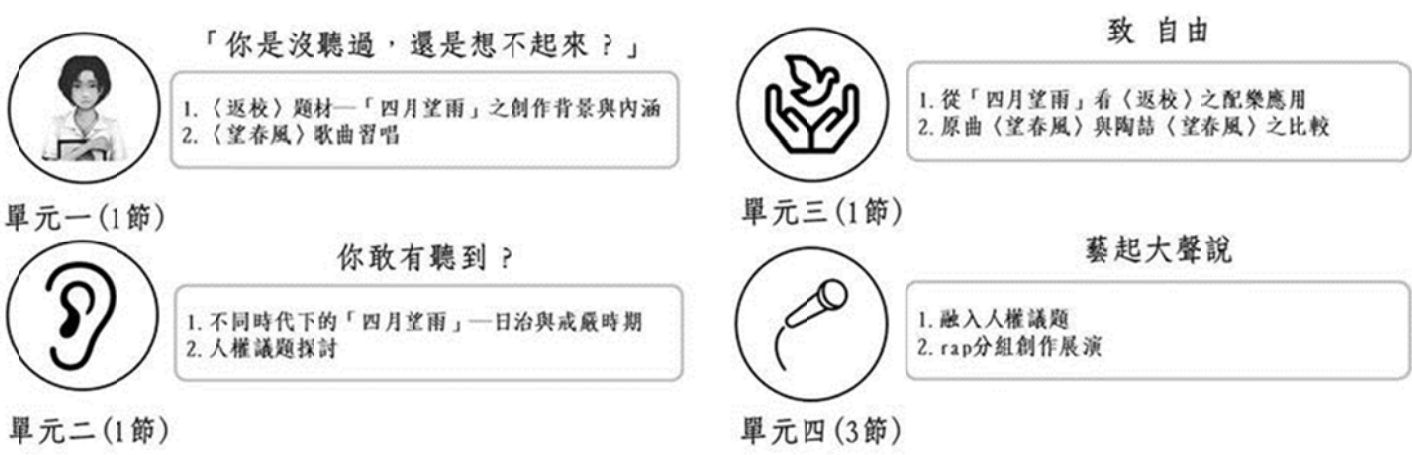 「你是沒聽過,還是想不起來?」
1.〈返校〉題材—「四月望雨」之創作背景與內涵
2.〈望春風〉歌曲習唱
單元一(1節)
你敢有聽到?
1. 不同時代下的「四月望雨」—日治與戒嚴時期
2. 人權議題探討
單元二(1節)
致 自由
1. 從「四月望雨」看〈返校〉之配樂應用
2. 原曲〈望春風〉與陶喆〈望春風〉之比較
單元三(1節)
藝起大聲說
1. 融入人權議題
2. rap分組創作展演
單元四(3節)